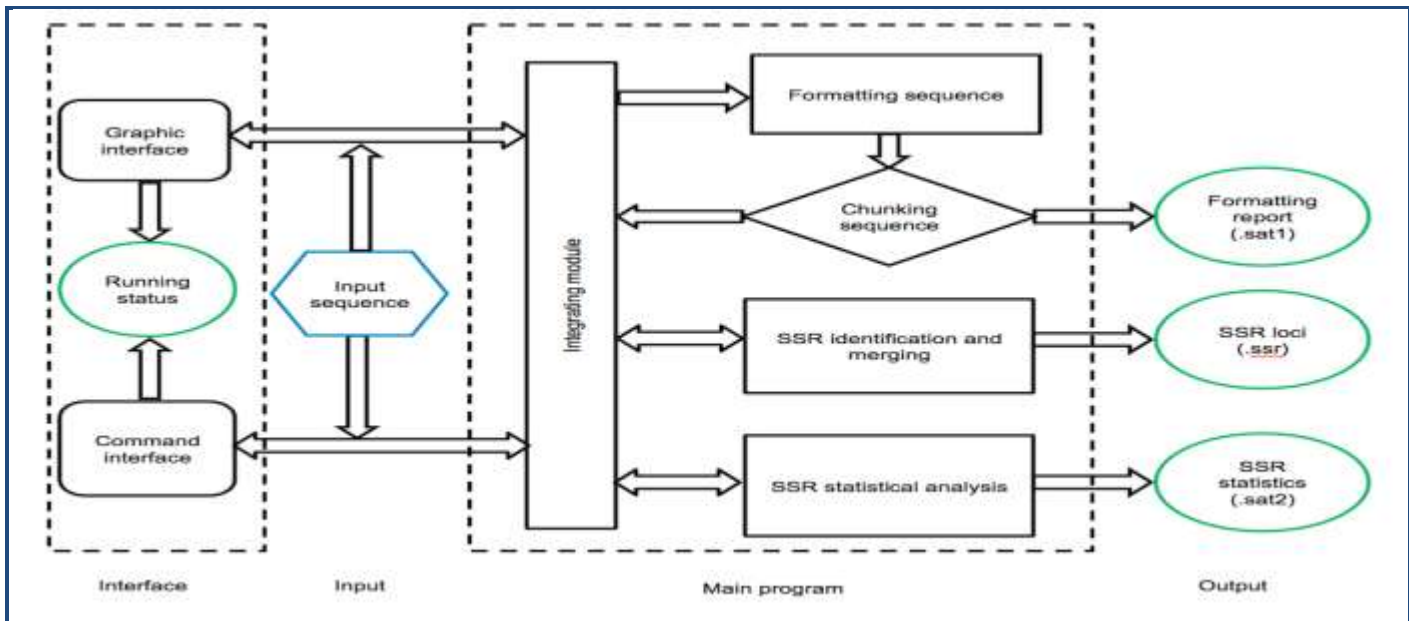 Graphic
interface
Running
status
Command
interface
Interface
Input
sequence
Input
Integrating module
Formatting sequence
Chunking
sequence
SSR identification and
merging
SSR statistical analysis
Main program
Formatting
report
(.sat1)
SSR loci
(.ssr)
SSR
statistics
(.sat2)
Output